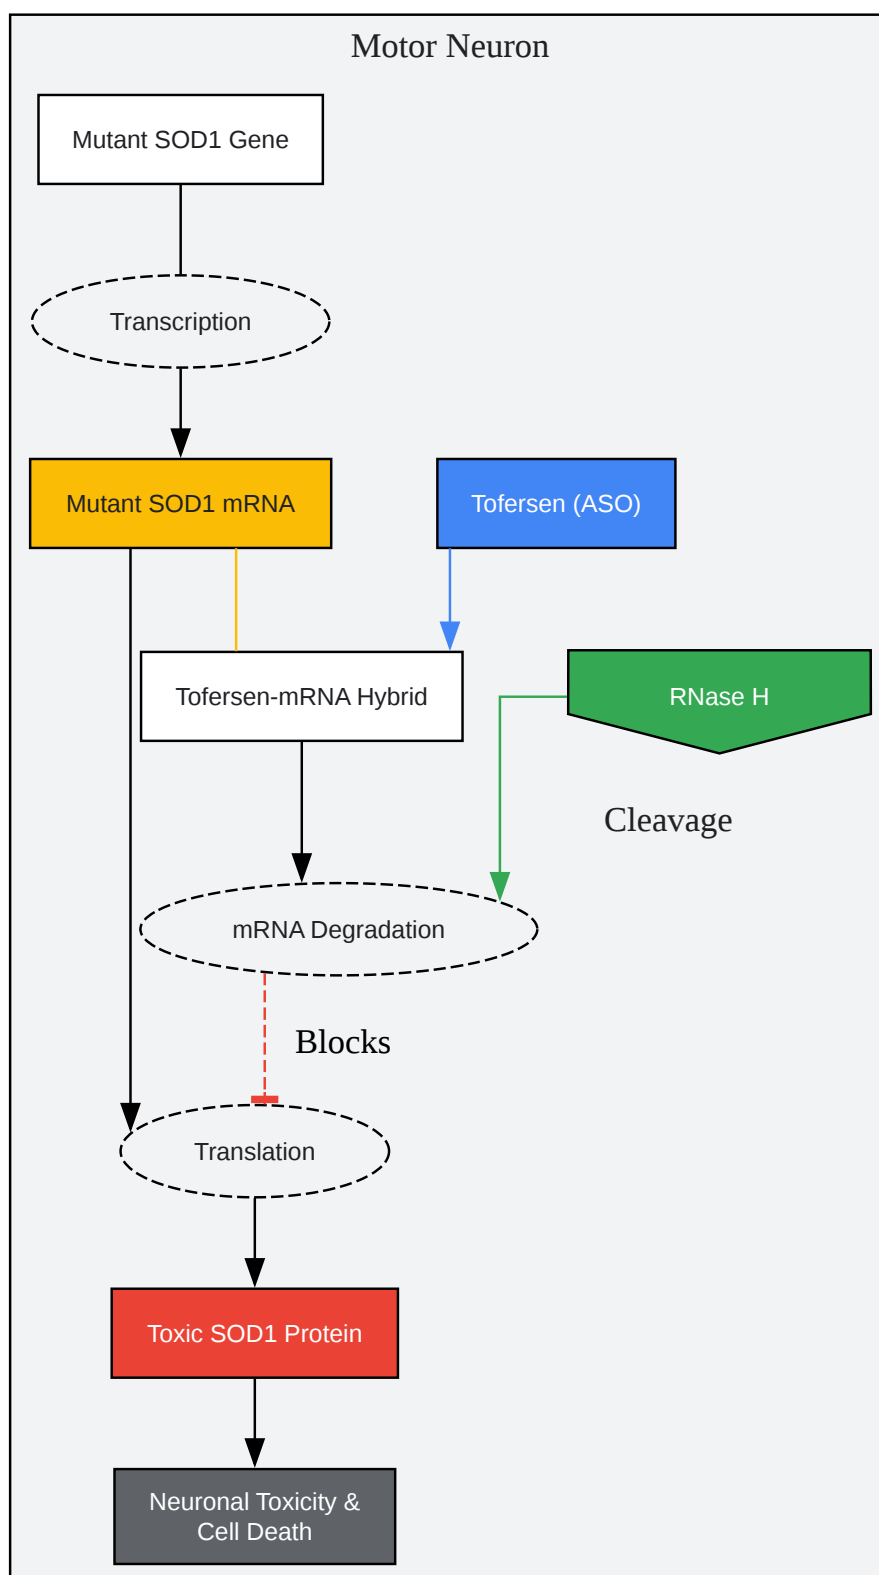 Motor Neuron
Mutant SOD1 Gene
Transcription
Mutant SOD1 mRNA
Tofersen (ASO)
Tofersen-mRNA Hybrid
RNase H
Cleavage
mRNA Degradation
Blocks
Translation
Toxic SOD1 Protein
Neuronal Toxicity &
Cell Death